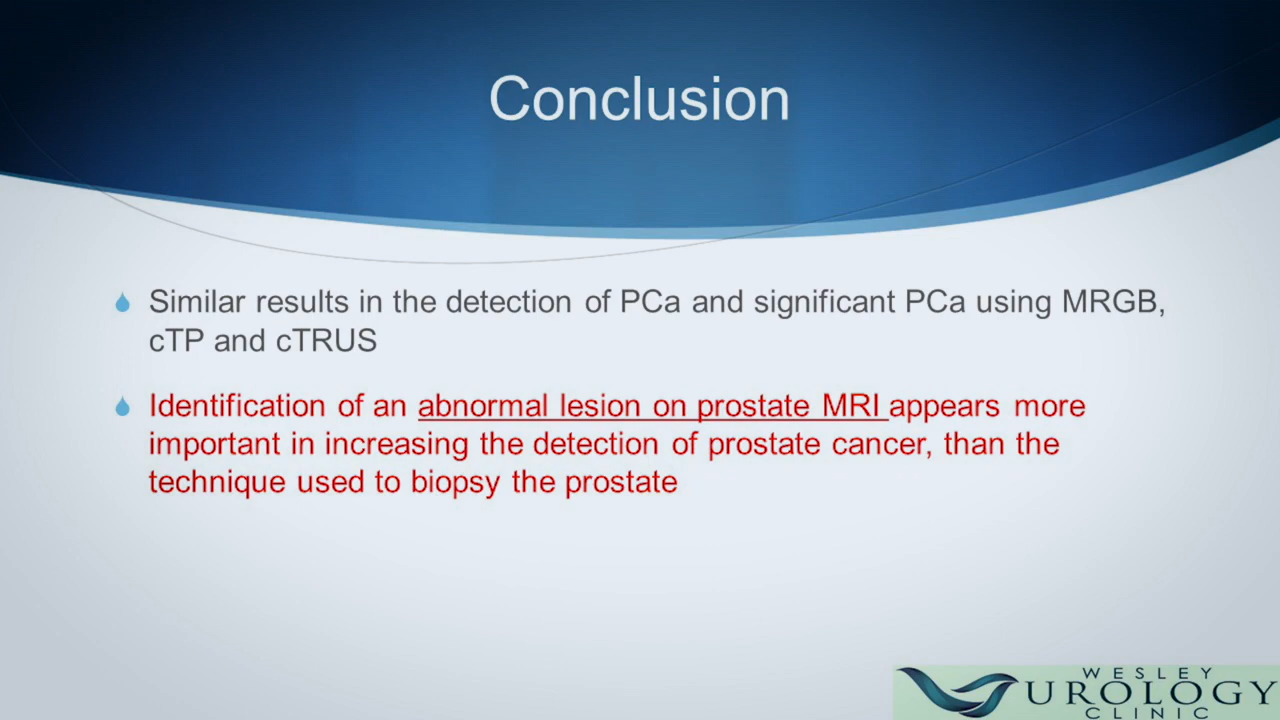 Conclusion
Similar results in the detection of PCa and significant PCa using MRGB,
cTP and cTRUS
Identification of an abnormal lesion on prostate MRI appears more
important in increasing the detection of prostate cancer, than the
technique used to biopsy the prostate
WESLEY
UROLOGY
CLINIC